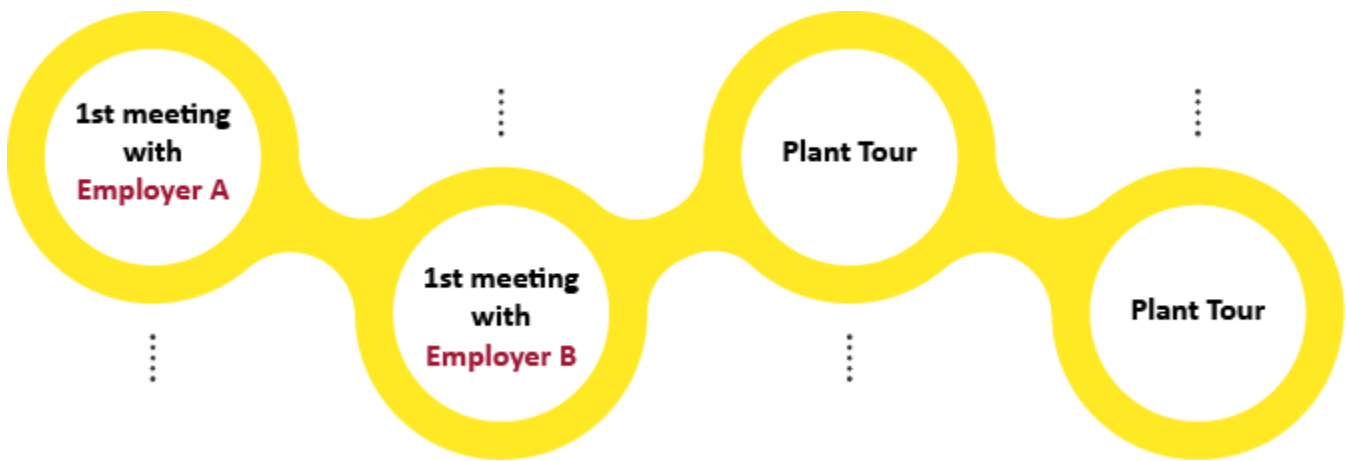 1st meeting
with
Employer A
1st meeting
with
Employer B
Plant Tour
Plant Tour